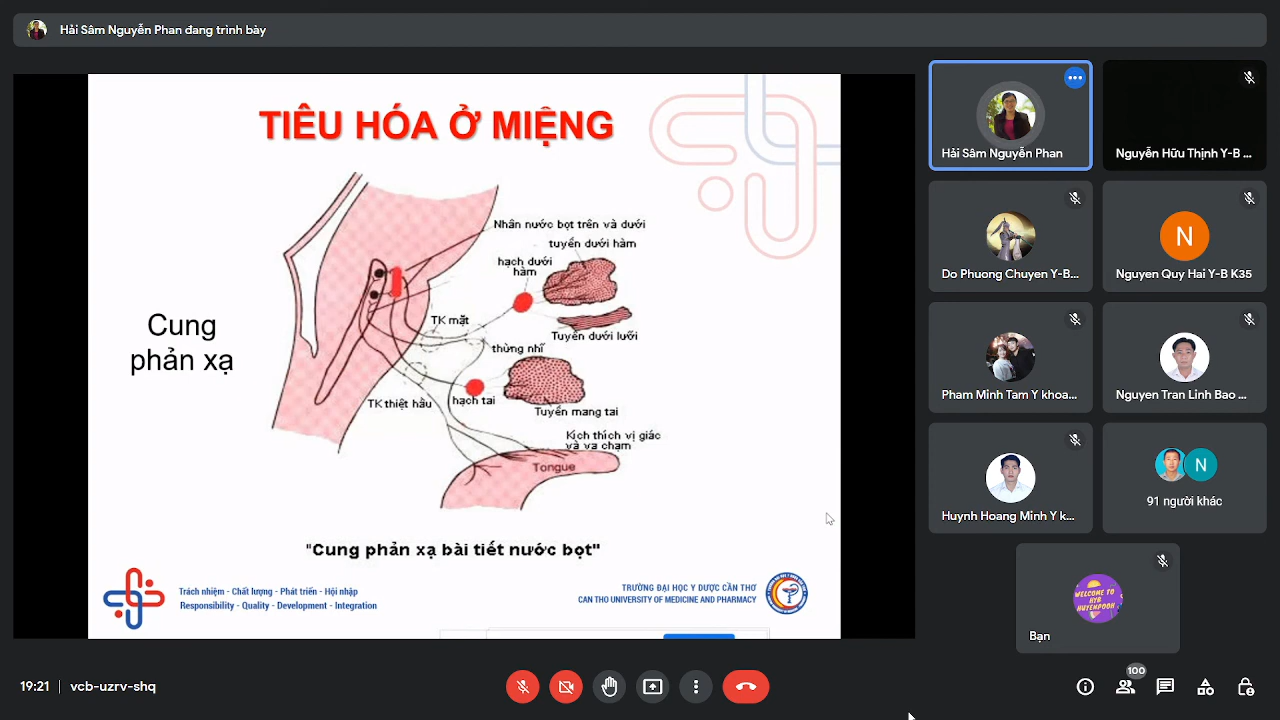 Hải Sâm Nguyễn Phan đang trình bày
TIÊU HÓA Ở MIỆNG
Nhân nước bọt trên và dưới
tuyến dưới hàm
hạch dưới
hàm
TK mặt
Tuyến dưới lưỡi
thừng nhĩ
Cung
phản xạ
TK thiệt hầu
hạch tai
Tuyến mang tai
Kích thích vị giác
và va chạm
Tongue
"Cung phản xạ bài tiết nước bọt"
Trách nhiệm - Chất lượng - Phát triển - Hội nhập
Responsibility - Quality - Development - Integration
TRƯỜNG ĐẠI HỌC Y DƯỢC CẦN THƠ
CAN THO UNIVERSITY OF MEDICINE AND PHARMACY
Hải Sâm Nguyễn Phan
Nguyễn Hữu Thịnh Y-B ...
Do Phuong Chuyen Y-B...
N
Nguyen Quy Hai Y-B K35
Pham Minh Tam Y khoa...
Nguyen Tran Linh Bao ...
Huynh Hoang Minh Y k...
N
91 người khác
WELCOME TO
HYB
HUYENPOOH
Bạn
19:21
vcb-uzrv-shq
100